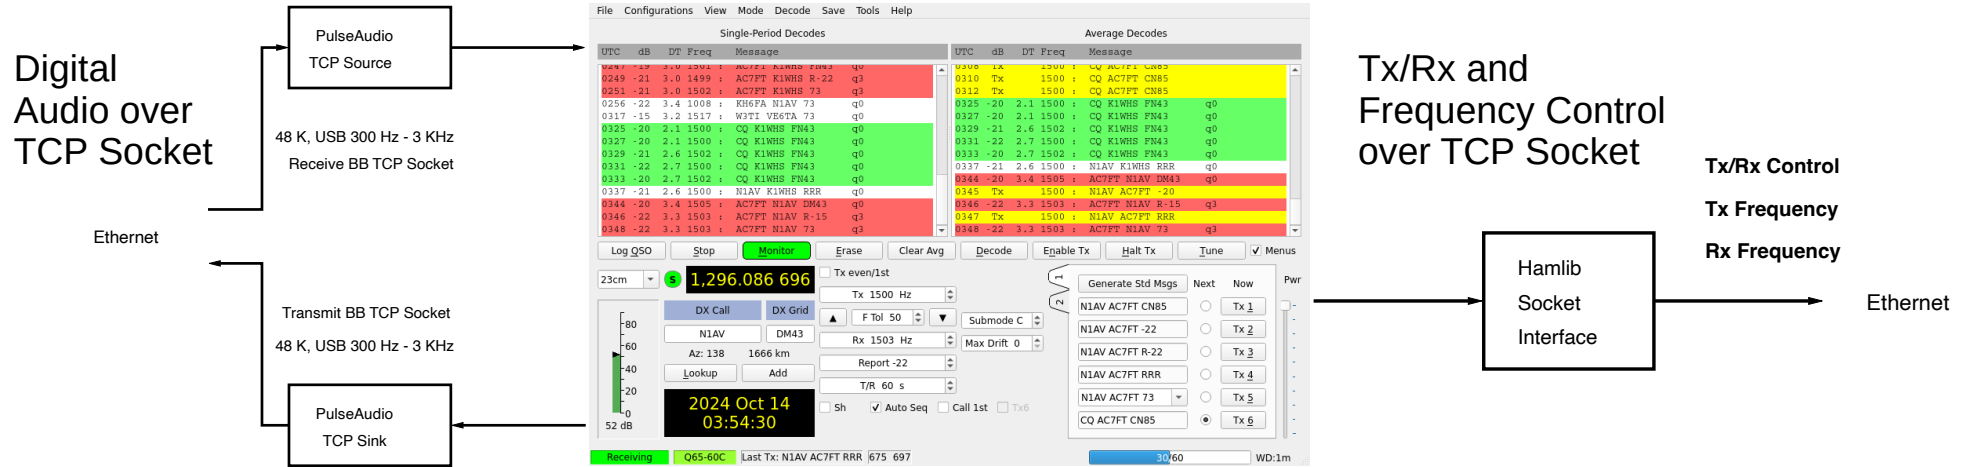 Digital
Audio over
TCP Socket
PulseAudio
TCP Source
48 K, USB 300 Hz - 3 KHz
Receive BB TCP Socket
Ethernet
Transmit BB TCP Socket
48 K, USB 300 Hz - 3 KHz
PulseAudio
TCP Sink
File Configurations View Mode Decode Save Tools Help
Single-Period Decodes
UTC dB DT Freq Message
0247 -19 3.0 1501 : AC7FT K1WHS FN43 q0
0249 -21 3.0 1499 : AC7FT K1WHS R-22 q3
0251 -21 3.0 1502 : AC7FT K1WHS 73 q3
0256 -22 3.4 1008 : KH6FA N1AV 73 q0
0317 -15 3.2 1517 : W3TI VE6TA 73 q0
0325 -20 2.1 1500 : CQ K1WHS FN43 q0
0327 -20 2.1 1500 : CQ K1WHS FN43 q0
0329 -21 2.6 1502 : CQ K1WHS FN43 q0
0331 -22 2.7 1500 : CQ K1WHS FN43 q0
0333 -20 2.7 1502 : CQ K1WHS FN43 q0
0337 -21 2.6 1500 : N1AV K1WHS RRR q0
0344 -20 3.4 1505 : AC7FT N1AV DM43 q0
0346 -22 3.3 1503 : AC7FT N1AV R-15 q3
0348 -22 3.3 1503 : AC7FT N1AV 73 q3
Average Decodes
UTC dB DT Freq Message
0308 Tx 1500 : CQ AC7FT CN85
0310 Tx 1500 : CQ AC7FT CN85
0312 Tx 1500 : CQ AC7FT CN85
0325 -20 2.1 1500 : CQ K1WHS FN43 q0
0327 -20 2.1 1500 : CQ K1WHS FN43 q0
0329 -21 2.6 1502 : CQ K1WHS FN43 q0
0331 -22 2.7 1500 : CQ K1WHS FN43 q0
0333 -20 2.7 1502 : CQ K1WHS FN43 q0
0337 -21 2.6 1500 : N1AV K1WHS RRR q0
0344 -20 3.4 1505 : AC7FT N1AV DM43 q0
0345 Tx 1500 : N1AV AC7FT -20
0346 -22 3.3 1503 : AC7FT N1AV R-15 q3
0347 Tx 1500 : N1AV AC7FT RRR
0348 -22 3.3 1503 : AC7FT N1AV 73 q3
Log QSO Stop Monitor Erase Clear Avg Decode Enable Tx Halt Tx Tune Menus
23cm S 1,296.086 696
DX Call DX Grid
N1AV DM43
Az: 138 1666 km
Lookup Add
2024 Oct 14
03:54:30
80
60
40
20
0
52 dB
Tx even/1st
Tx 1500 Hz
F Tol 50
Submode C
Rx 1503 Hz
Max Drift 0
Report -22
T/R 60 s
Sh Auto Seq Call 1st Tx6
1
2
Generate Std Msgs Next Now Pwr
N1AV AC7FT CN85 Tx 1
N1AV AC7FT -22 Tx 2
N1AV AC7FT R-22 Tx 3
N1AV AC7FT RRR Tx 4
N1AV AC7FT 73 Tx 5
CQ AC7FT CN85 Tx 6
Receiving Q65-60C Last Tx: N1AV AC7FT RRR 675 697 30/60 WD:1m
Tx/Rx and
Frequency Control
over TCP Socket
Tx/Rx Control
Tx Frequency
Rx Frequency
Hamlib
Socket
Interface
Ethernet